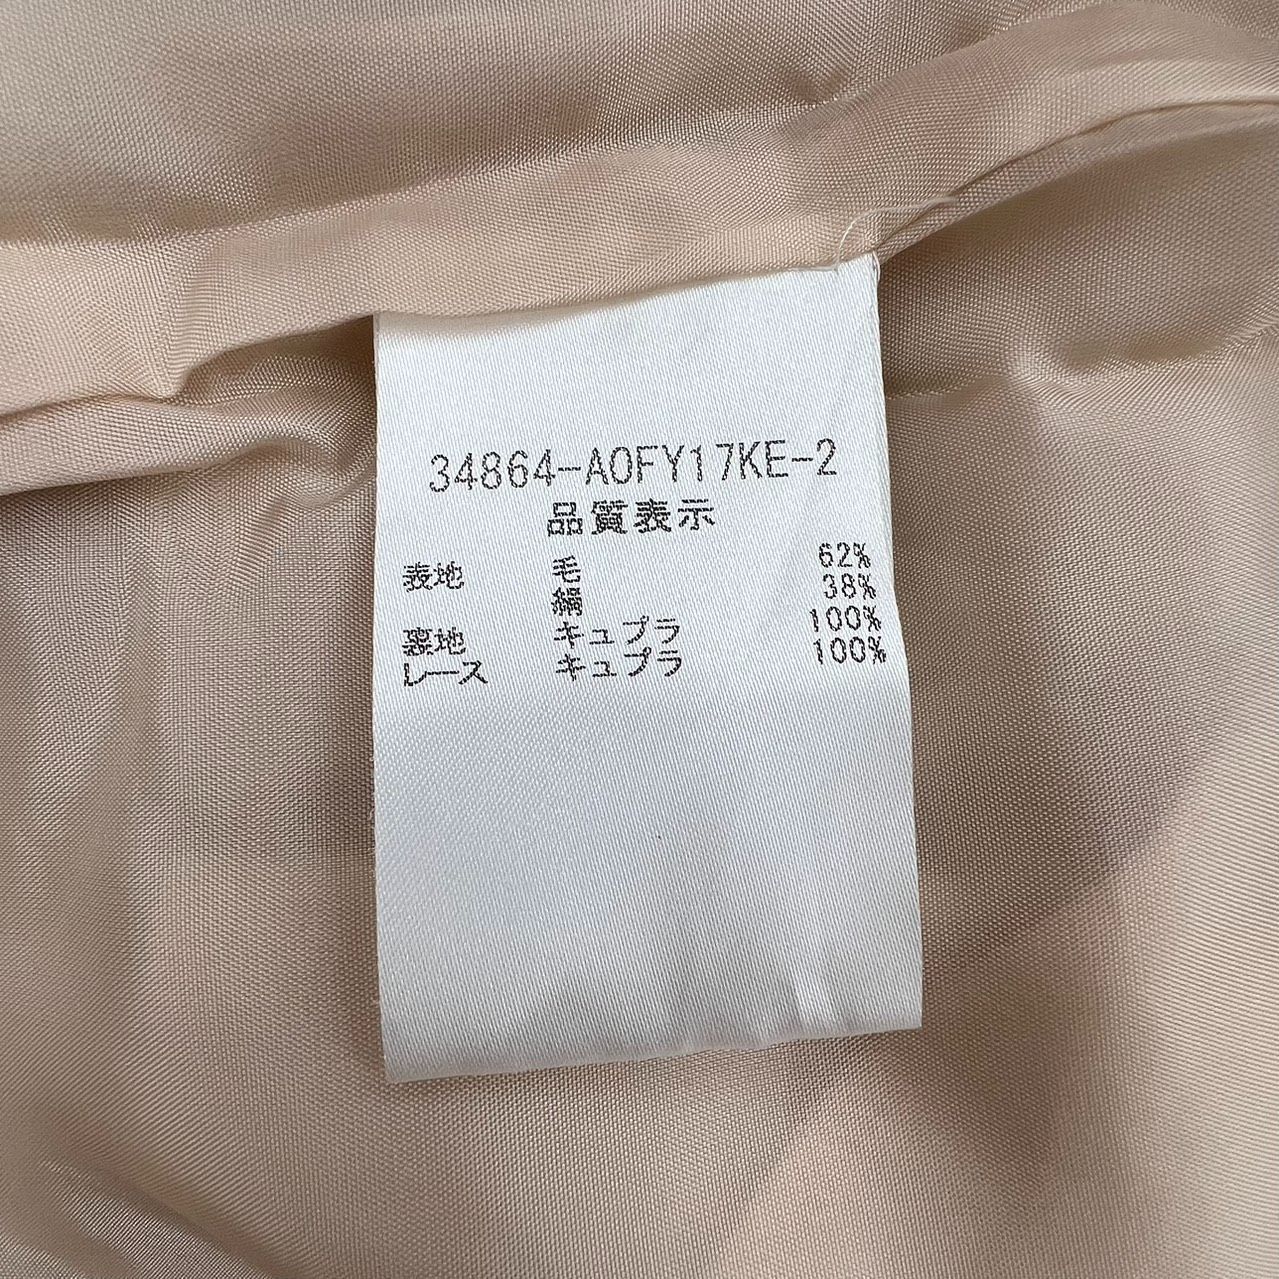 34864-A0FY17KE-2
品質表示
表地 毛 62%
絹 38%
裏地 キュプラ 100%
レース キュプラ 100%